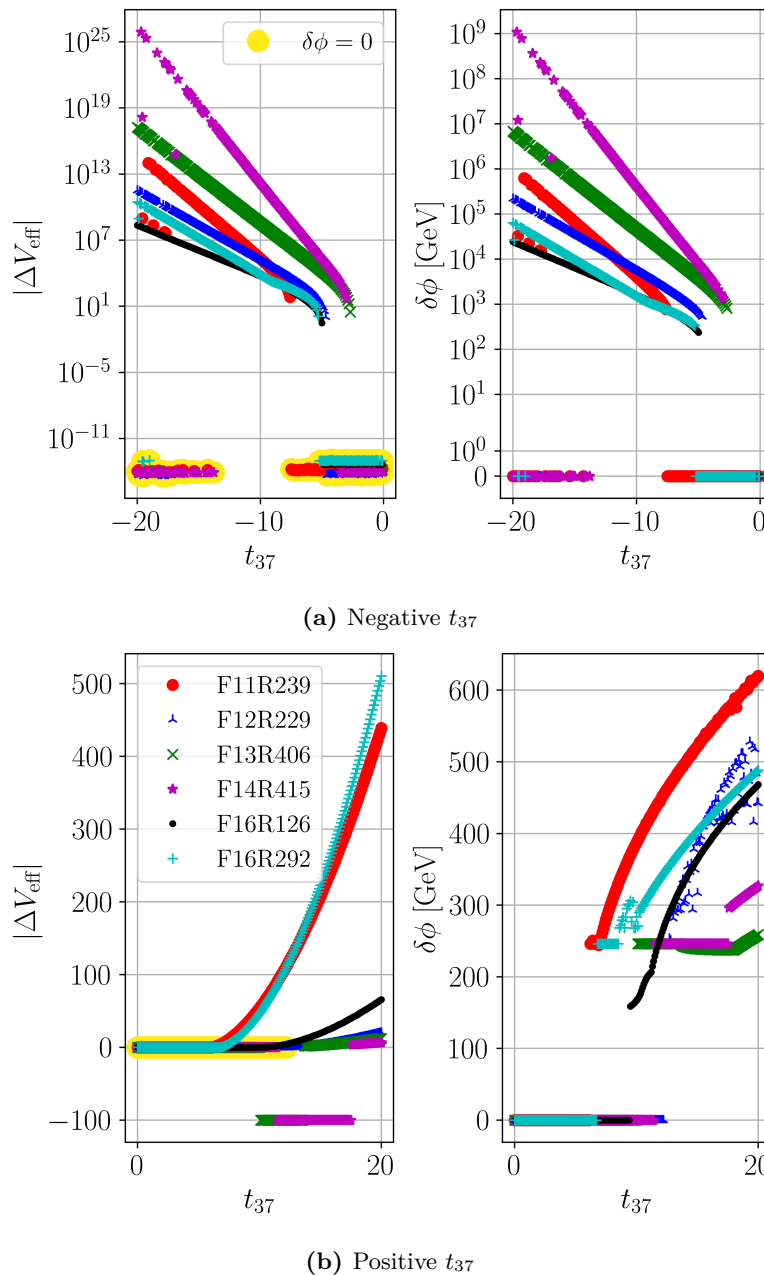 10^25
10^19
10^13
10^7
10^1
10^−5
10^−11
|ΔV_eff|
δϕ = 0
−20
−10
0
t_37
10^9
10^8
10^7
10^6
10^5
10^4
10^3
10^2
10^1
10^0
0
δϕ [GeV]
−20
−10
0
t_37
(a) Negative t_37
500
400
300
200
100
0
−100
|ΔV_eff|
F11R239
F12R229
F13R406
F14R415
F16R126
F16R292
0
20
t_37
600
500
400
300
200
100
0
δϕ [GeV]
0
20
t_37
(b) Positive t_37